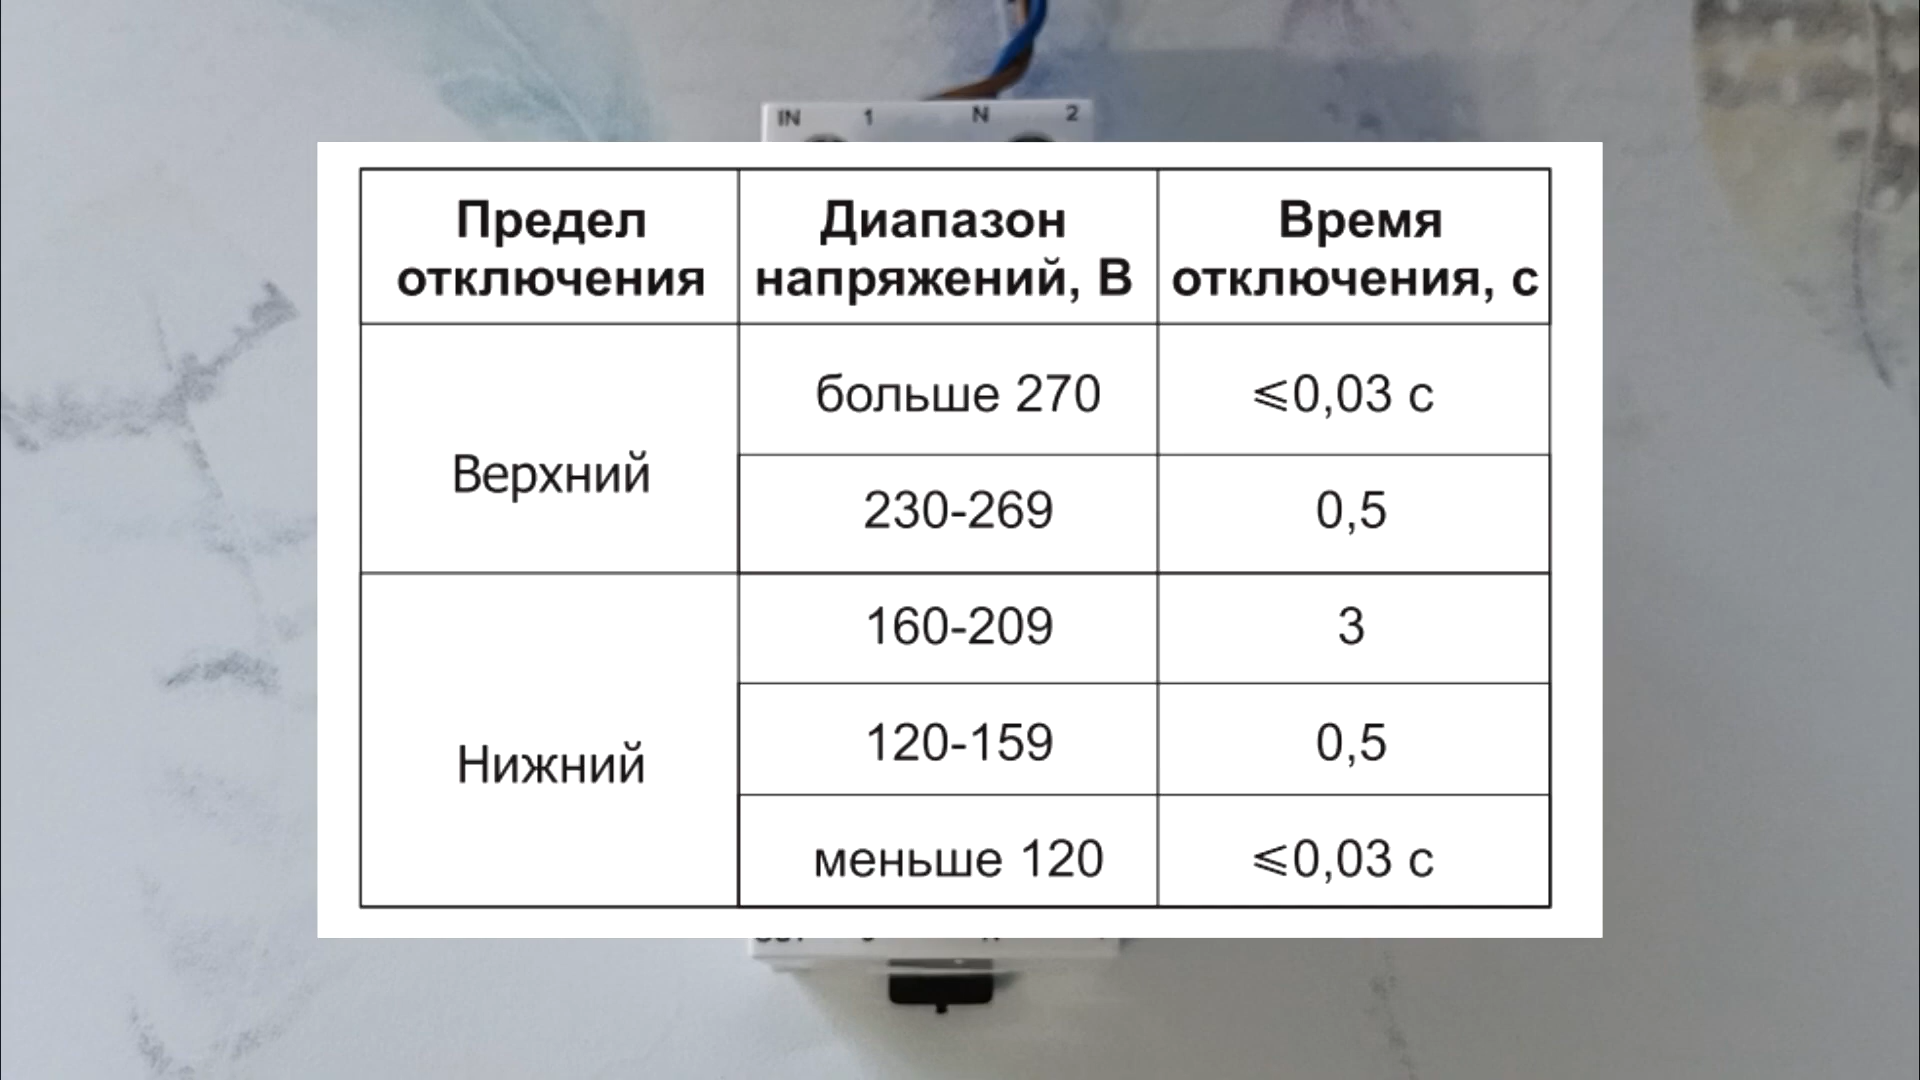 IN 1 N 2
Предел отключения
Диапазон напряжений, В
Время отключения, с
Верхний
больше 270
⩽0,03 с
230-269
0,5
Нижний
160-209
3
120-159
0,5
меньше 120
⩽0,03 с